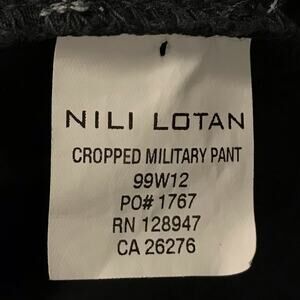 NILI LOTAN
CROPPED MILITARY PANT
99W12
PO# 1767
RN 128947
CA 26276